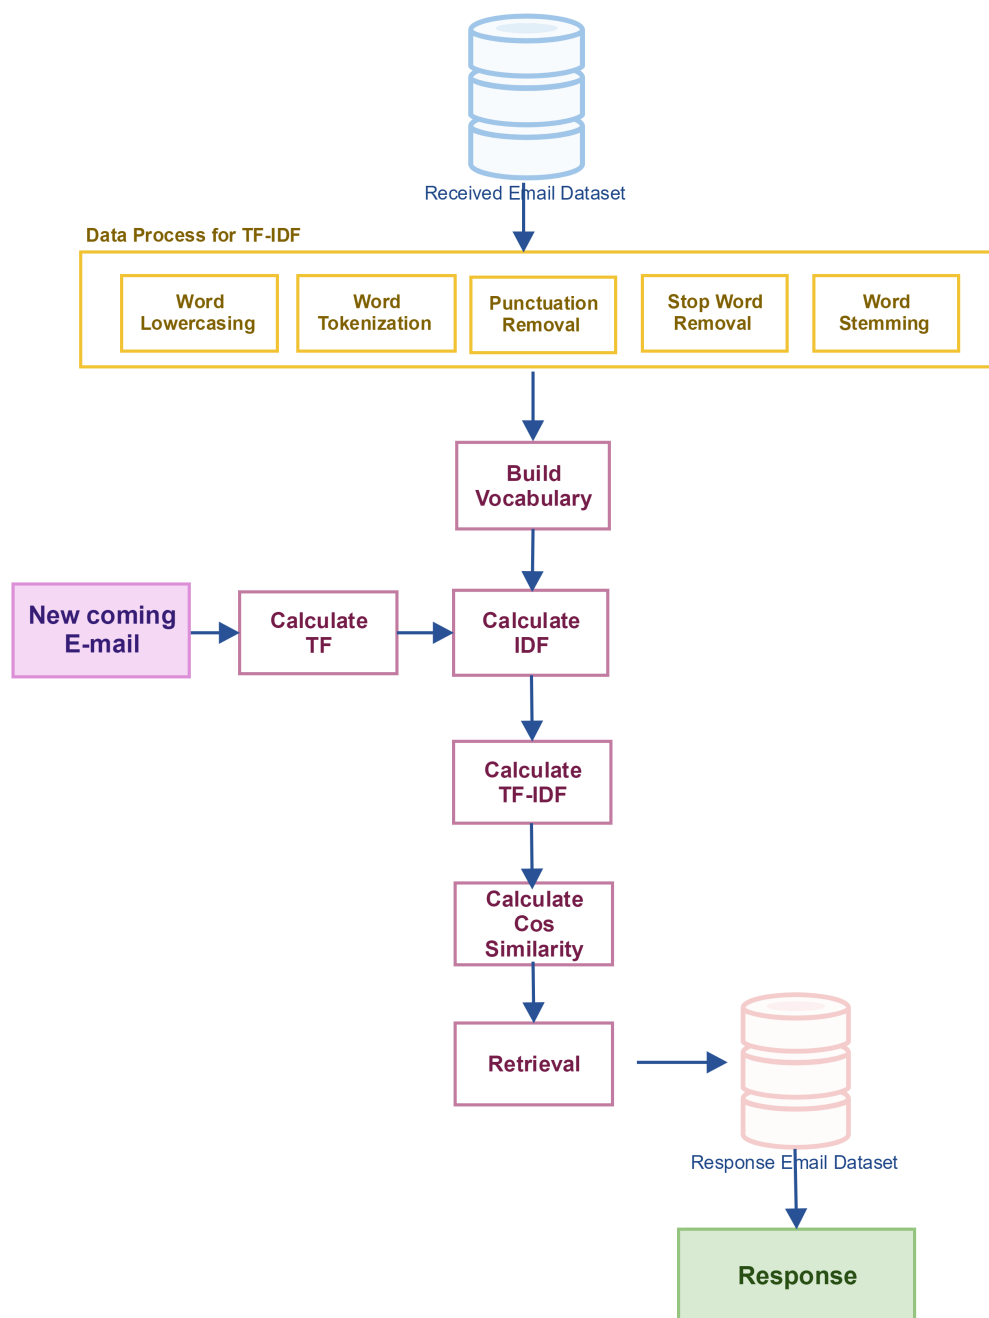 Received Email Dataset
Data Process for TF-IDF
Word
Lowercasing
Word
Tokenization
Punctuation
Removal
Stop Word
Removal
Word
Stemming
Build
Vocabulary
New coming
E-mail
Calculate
TF
Calculate
IDF
Calculate
TF-IDF
Calculate
Cos
Similarity
Retrieval
Response Email Dataset
Response